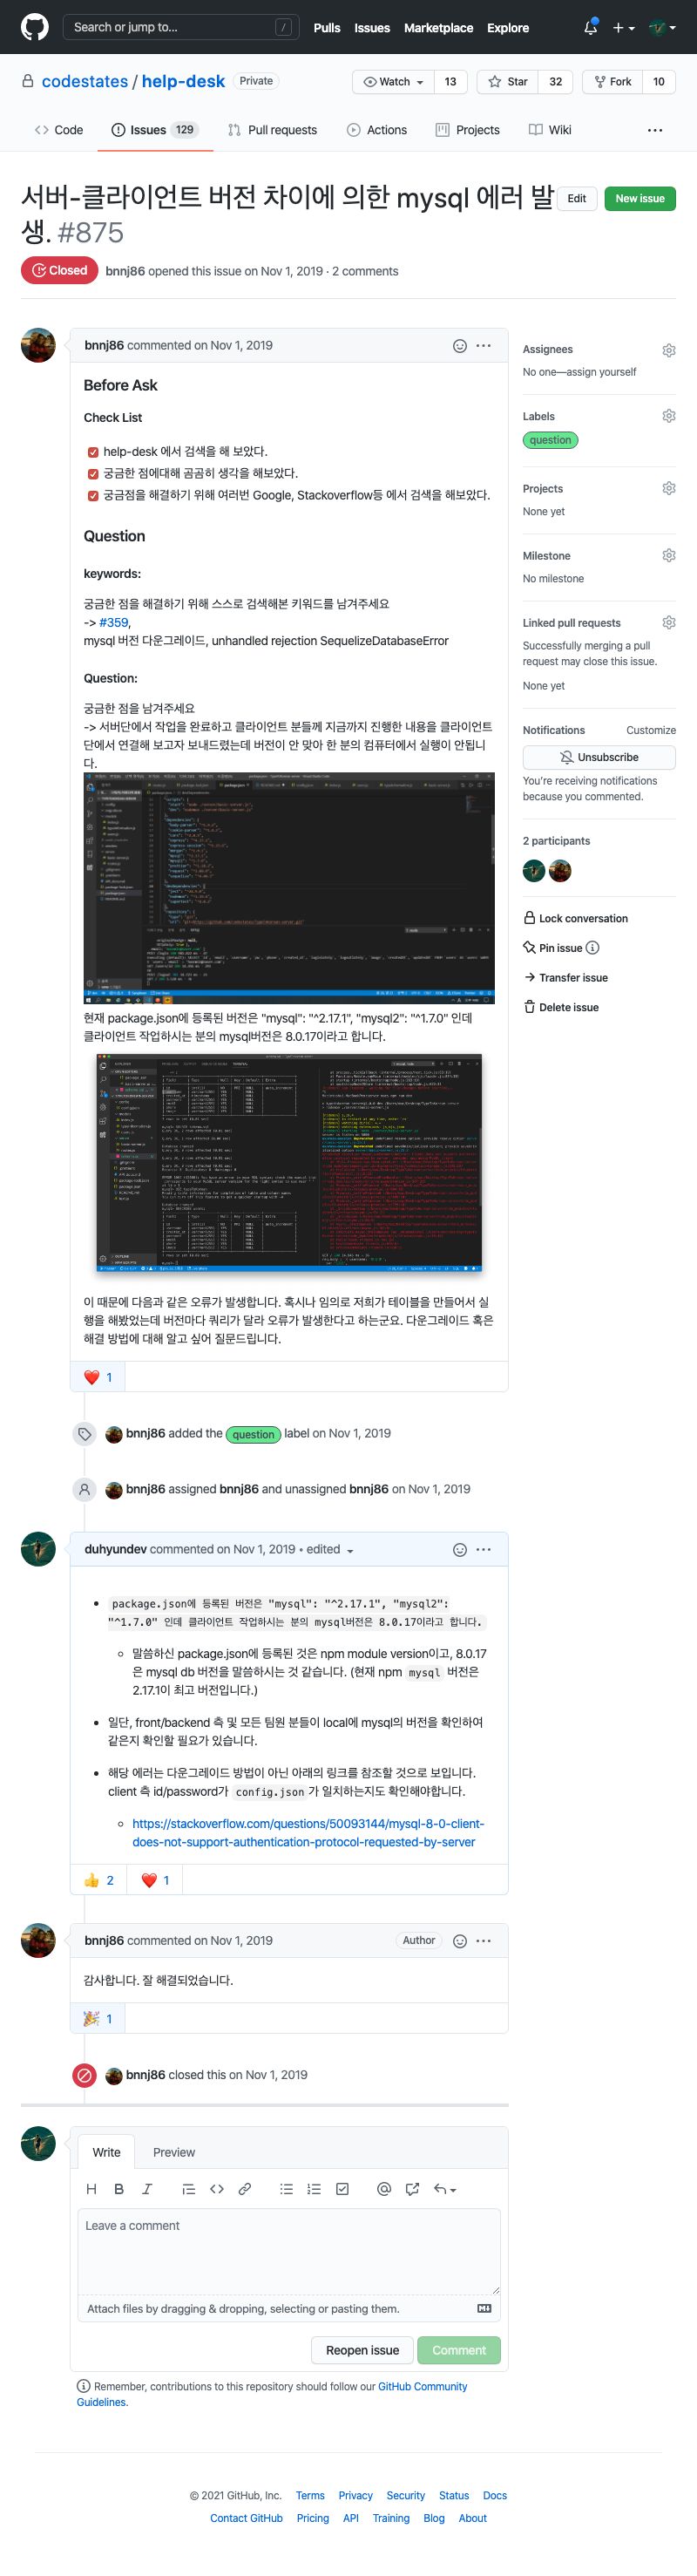 Search or jump to...
/
Pulls
Issues
Marketplace
Explore
codestates / help-desk
Private
Watch
13
Star
32
Fork
10
Code
Issues 129
Pull requests
Actions
Projects
Wiki
서버-클라이언트 버전 차이에 의한 mysql 에러 발
생. #875
Edit
New issue
Closed
bnnj86 opened this issue on Nov 1, 2019 · 2 comments
bnnj86 commented on Nov 1, 2019
Before Ask
Check List
help-desk 에서 검색을 해 보았다.
궁금한 점에대해 곰곰히 생각을 해보았다.
궁금점을 해결하기 위해 여러번 Google, Stackoverflow등 에서 검색을 해보았다.
Question
keywords:
궁금한 점을 해결하기 위해 스스로 검색해본 키워드를 남겨주세요
-> #359,
mysql 버전 다운그레이드, unhandled rejection SequelizeDatabaseError
Question:
궁금한 점을 남겨주세요
-> 서버단에서 작업을 완료하고 클라이언트 분들께 지금까지 진행한 내용을 클라이언트
단에서 연결해 보고자 보내드렸는데 버전이 안 맞아 한 분의 컴퓨터에서 실행이 안됩니
다.
현재 package.json에 등록된 버전은 "mysql": "^2.17.1", "mysql2": "^1.7.0" 인데
클라이언트 작업하시는 분의 mysql버전은 8.0.17이라고 합니다.
이 때문에 다음과 같은 오류가 발생합니다. 혹시나 임의로 저희가 테이블을 만들어서 실
행을 해봤었는데 버전마다 쿼리가 달라 오류가 발생한다고 하는군요. 다운그레이드 혹은
해결 방법에 대해 알고 싶어 질문드립니다.
1
bnnj86 added the question label on Nov 1, 2019
bnnj86 assigned bnnj86 and unassigned bnnj86 on Nov 1, 2019
duhyundev commented on Nov 1, 2019 • edited
package.json에 등록된 버전은 "mysql": "^2.17.1", "mysql2":
"^1.7.0" 인데 클라이언트 작업하시는 분의 mysql버전은 8.0.17이라고 합니다.
말씀하신 package.json에 등록된 것은 npm module version이고, 8.0.17
은 mysql db 버전을 말씀하시는 것 같습니다. (현재 npm mysql 버전은
2.17.1이 최고 버전입니다.)
일단, front/backend 측 및 모든 팀원 분들이 local에 mysql의 버전을 확인하여
같은지 확인할 필요가 있습니다.
해당 에러는 다운그레이드 방법이 아닌 아래의 링크를 참조할 것으로 보입니다.
client 측 id/password가 config.json 가 일치하는지도 확인해야합니다.
https://stackoverflow.com/questions/50093144/mysql-8-0-client-
does-not-support-authentication-protocol-requested-by-server
2
1
bnnj86 commented on Nov 1, 2019
Author
감사합니다. 잘 해결되었습니다.
1
bnnj86 closed this on Nov 1, 2019
Write
Preview
Leave a comment
Attach files by dragging & dropping, selecting or pasting them.
Reopen issue
Comment
Remember, contributions to this repository should follow our GitHub Community
Guidelines.
Assignees
No one—assign yourself
Labels
question
Projects
None yet
Milestone
No milestone
Linked pull requests
Successfully merging a pull
request may close this issue.
None yet
Notifications
Customize
Unsubscribe
You're receiving notifications
because you commented.
2 participants
Lock conversation
Pin issue
Transfer issue
Delete issue
© 2021 GitHub, Inc.
Terms
Privacy
Security
Status
Docs
Contact GitHub
Pricing
API
Training
Blog
About